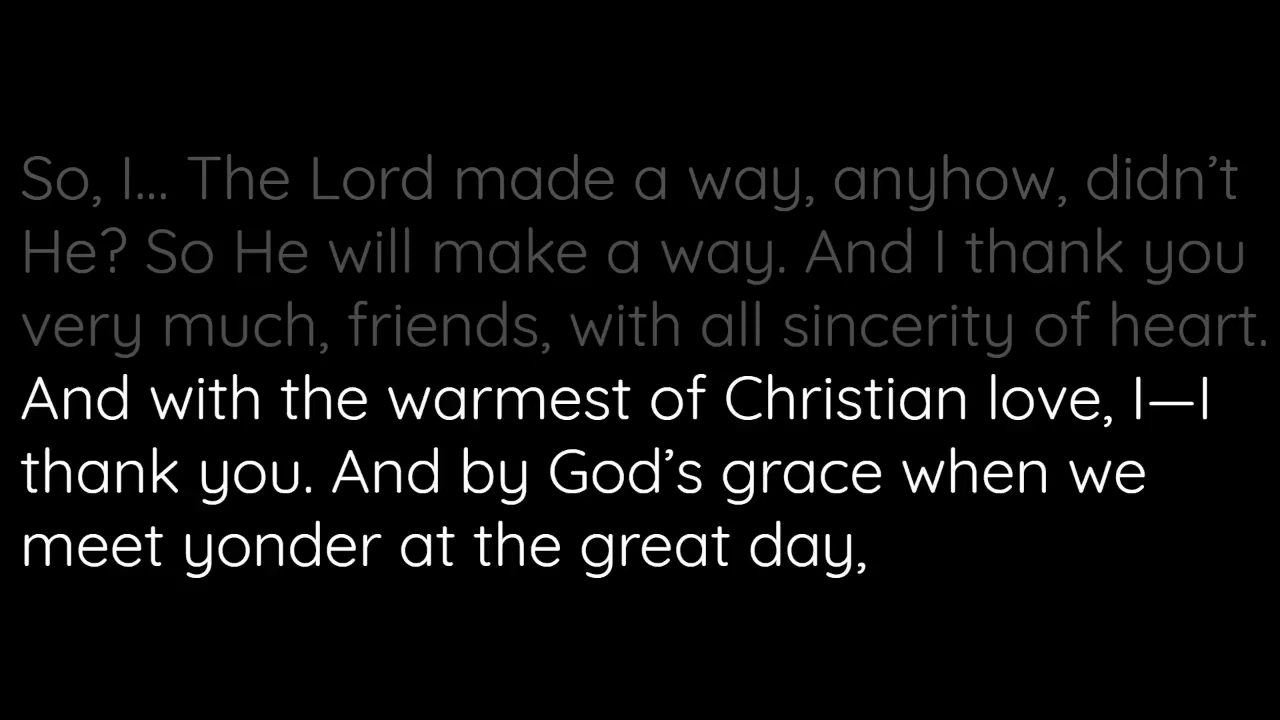 So, I... The Lord made a way, anyhow, didn’t
He? So He will make a way. And I thank you
very much, friends, with all sincerity of heart.
And with the warmest of Christian love, I—I
thank you. And by God’s grace when we
meet yonder at the great day,